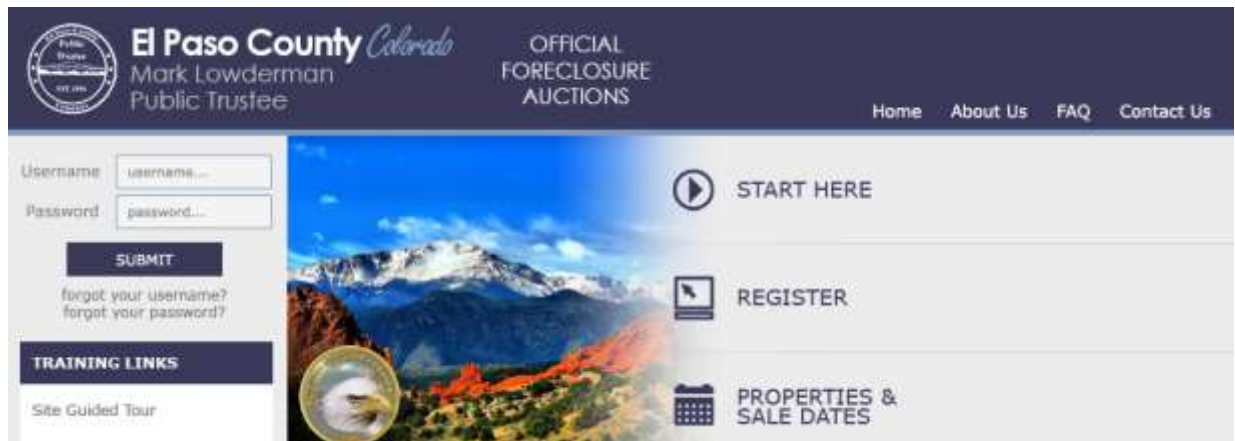 El Paso County Colorado
Mark Lowderman
Public Trustee
OFFICIAL
FORECLOSURE
AUCTIONS
Home About Us FAQ Contact Us
Username username...
Password password...
SUBMIT
forgot your username?
forgot your password?
TRAINING LINKS
Site Guided Tour
START HERE
REGISTER
PROPERTIES &
SALE DATES